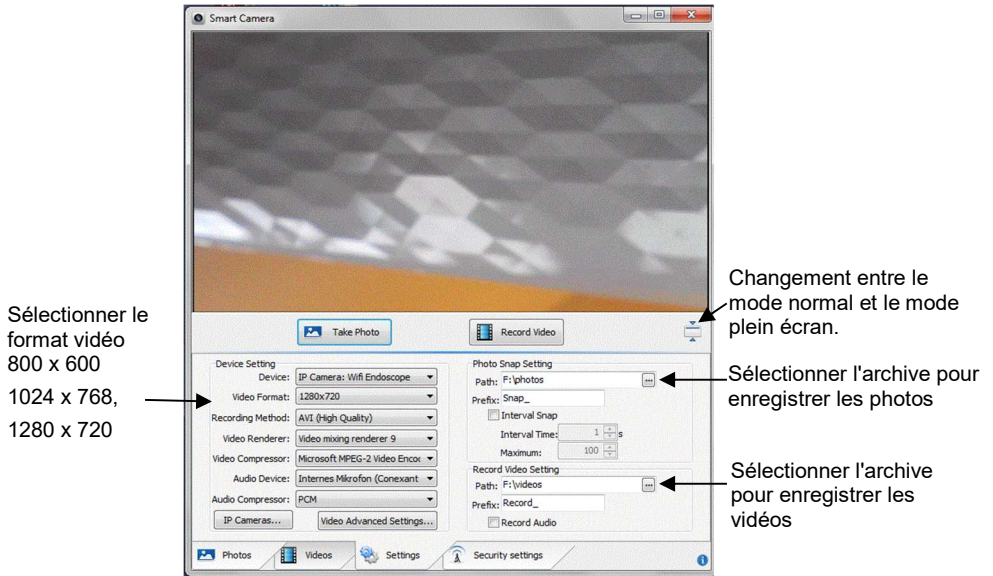 Smart Camera
Changement entre le
mode normal et le mode
plein écran.
Sélectionner le
format vidéo
800 x 600
1024 x 768,
1280 x 720
Take Photo
Record Video
Device Setting
Device: IP Camera: Wifi Endoscope
Video Format: 1280x720
Recording Method: AVI (High Quality)
Video Renderer: Video mixing renderer 9
Video Compressor: Microsoft MPEG-2 Video Encoc
Audio Device: Internes Mikrofon (Conexant
Audio Compressor: PCM
IP Cameras...
Video Advanced Settings...
Photo Snap Setting
Path: F:\photos
...
Prefix: Snap_
Interval Snap
Interval Time: 1 s
Maximum: 100
Sélectionner l'archive pour
enregistrer les photos
Record Video Setting
Path: F:\videos
...
Prefix: Record_
Record Audio
Sélectionner l'archive
pour enregistrer les
vidéos
Photos
Videos
Settings
Security settings